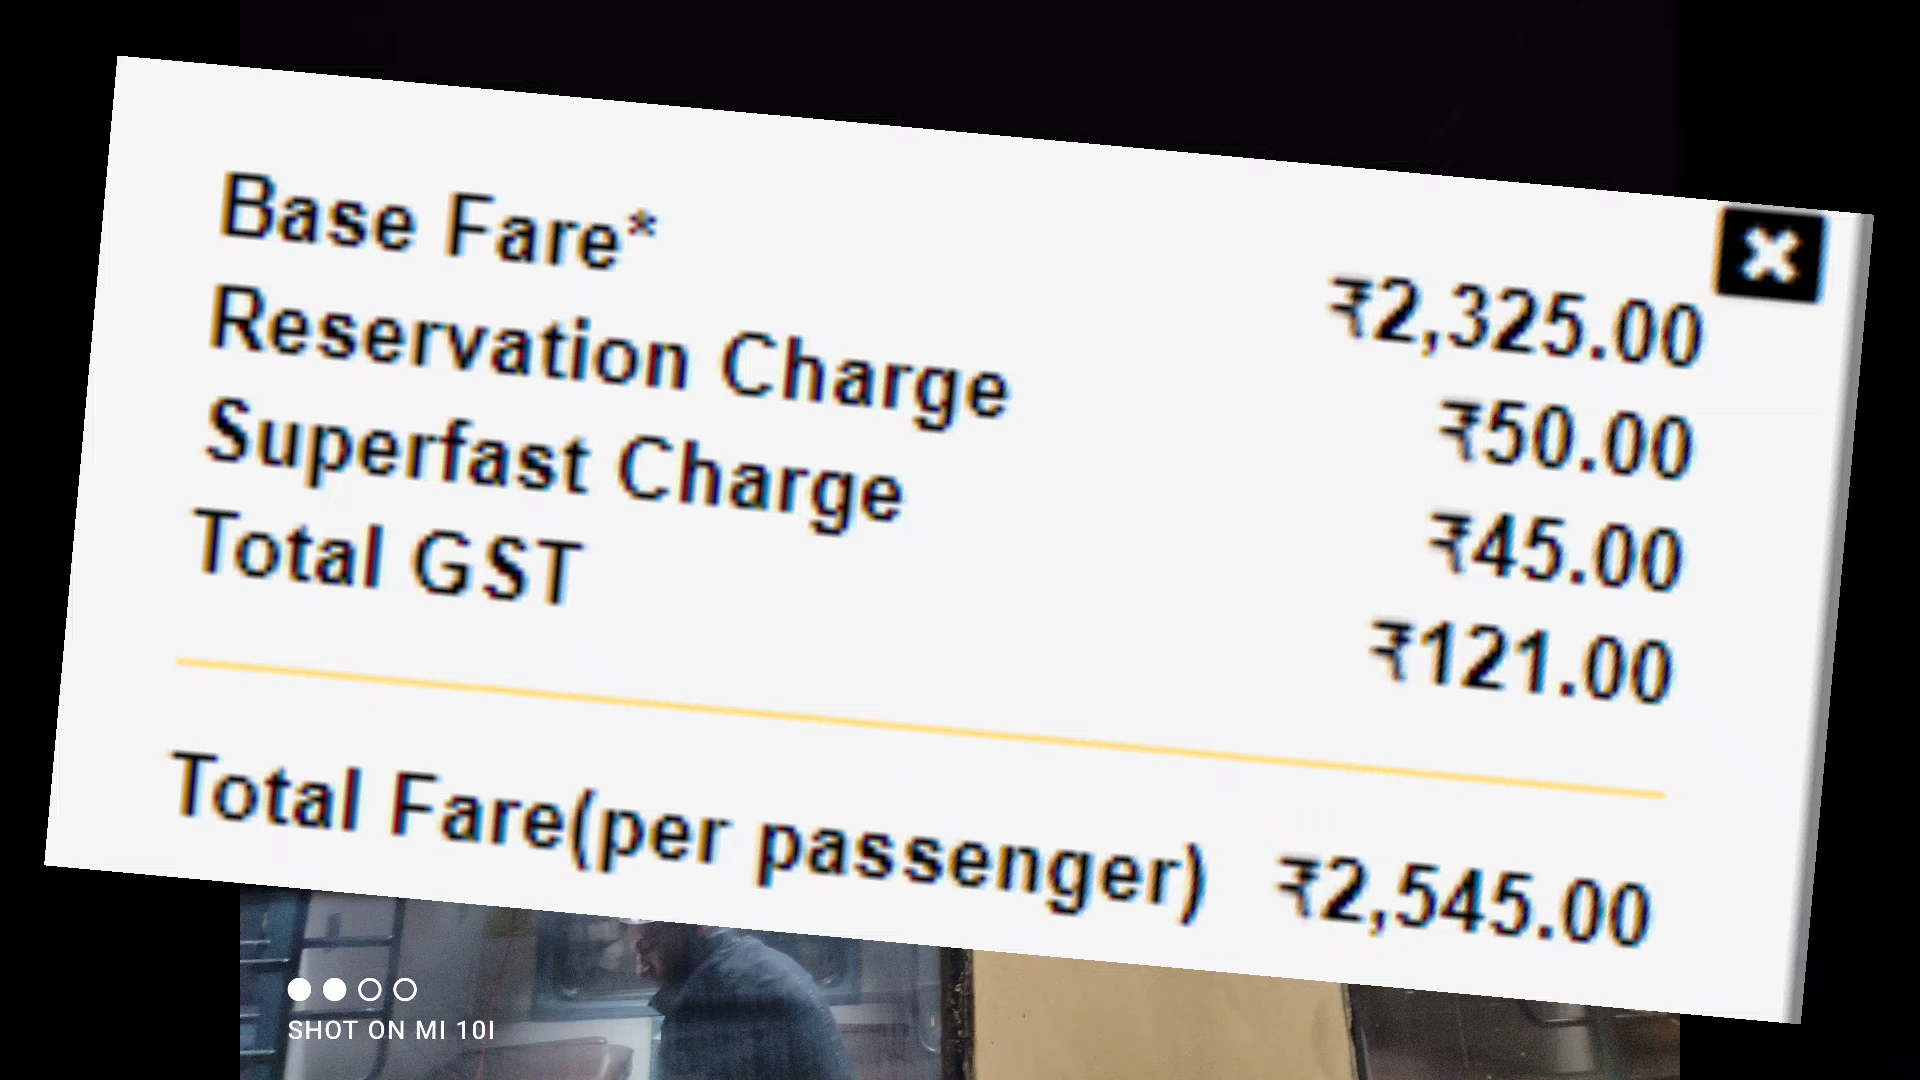 Base Fare* ₹2,325.00
Reservation Charge ₹50.00
Superfast Charge ₹45.00
Total GST ₹121.00
Total Fare(per passenger) ₹2,545.00
SHOT ON MI 10I